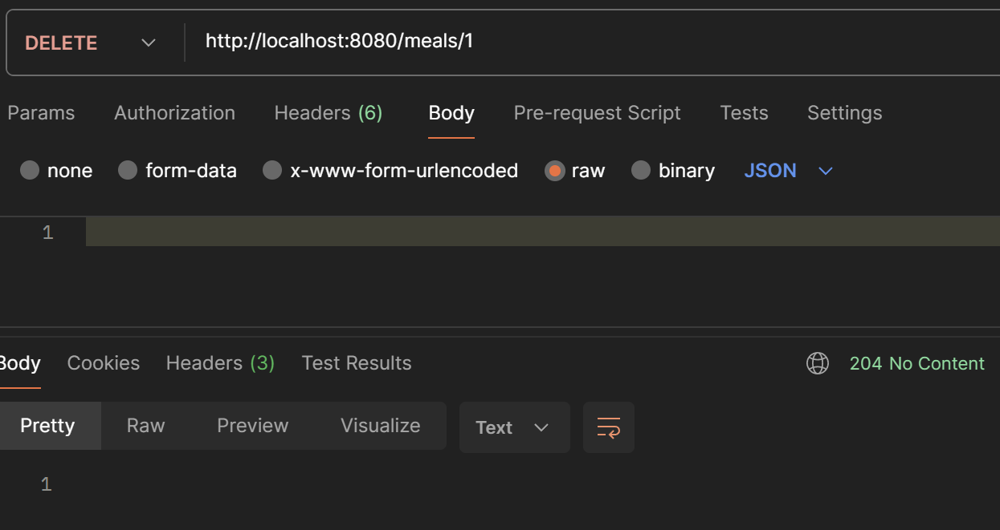 DELETE http://localhost:8080/meals/1
Params Authorization Headers (6) Body Pre-request Script Tests Settings
none form-data x-www-form-urlencoded raw binary JSON
1
Body Cookies Headers (3) Test Results 204 No Content
Pretty Raw Preview Visualize Text
1